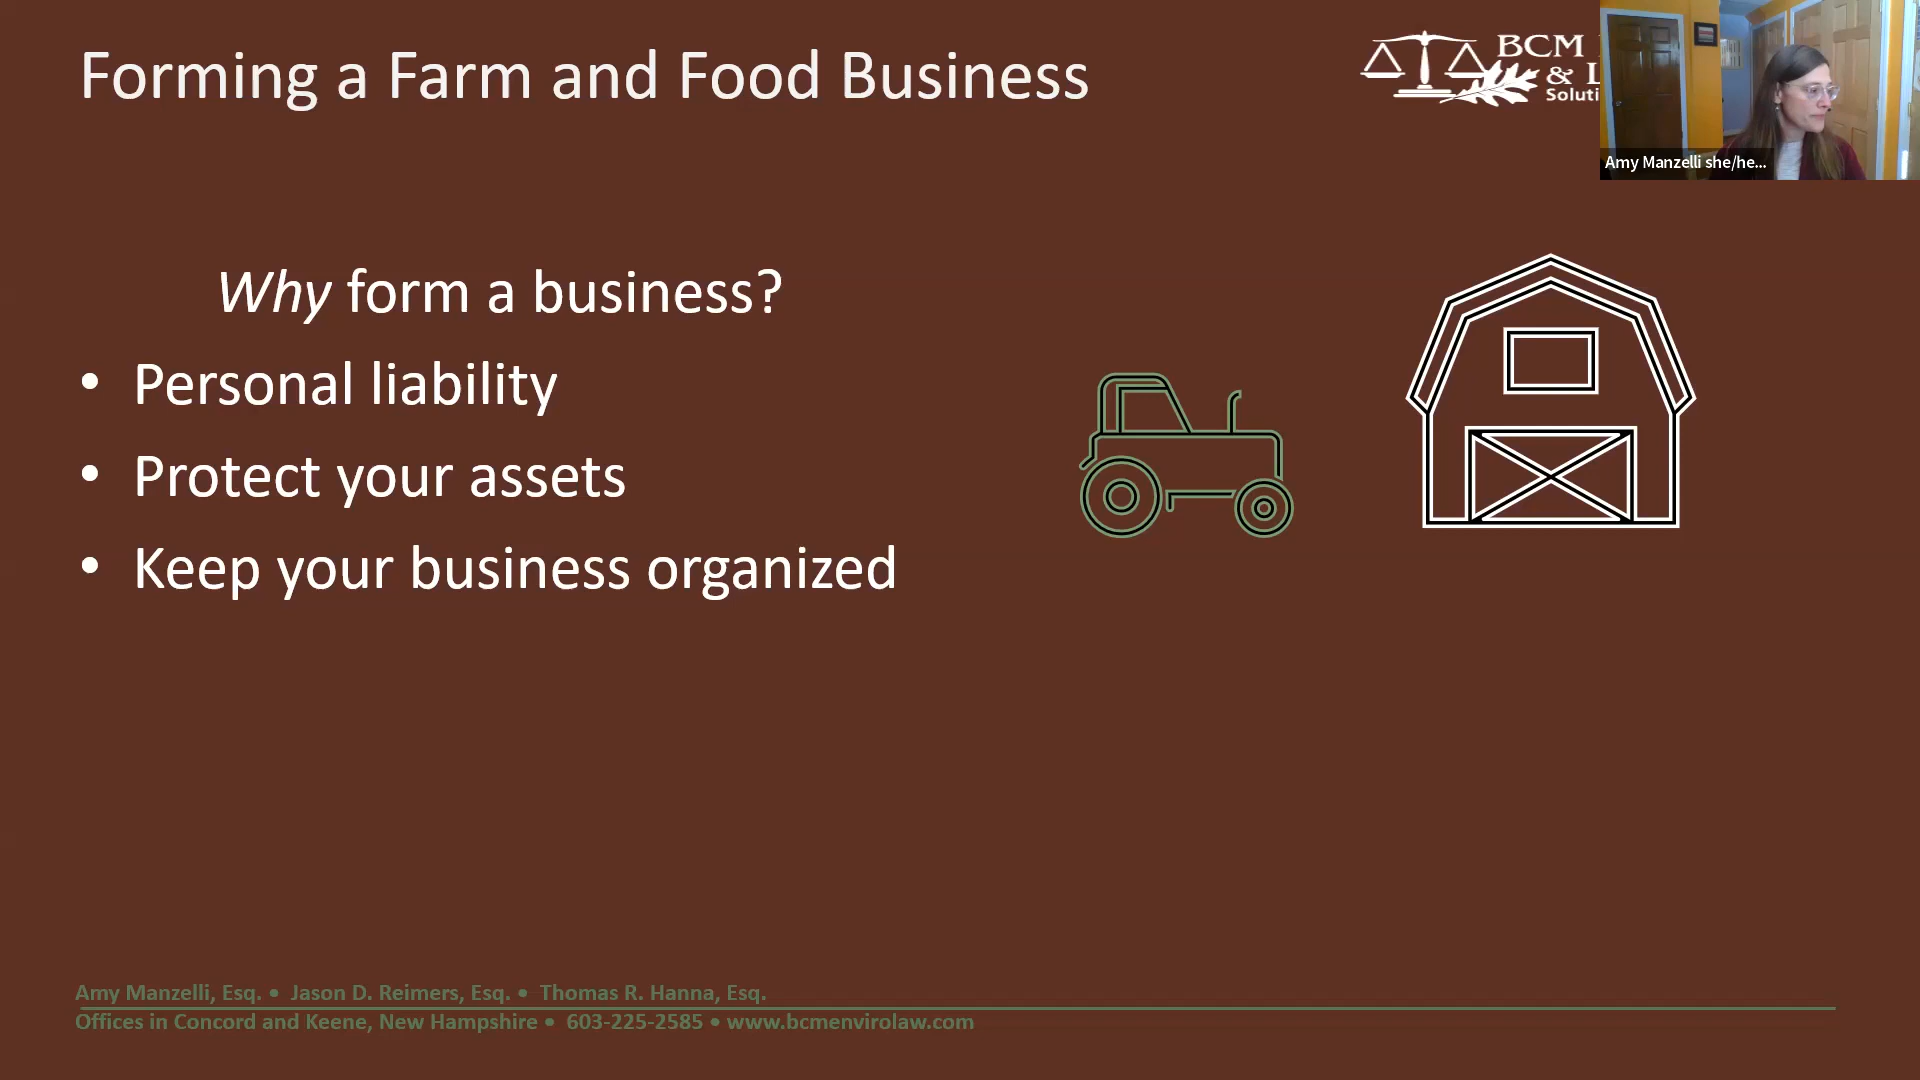 Forming a Farm and Food Business
BCM
& L
Soluti
Amy Manzelli she/he...
Why form a business?
• Personal liability
• Protect your assets
• Keep your business organized
Amy Manzelli, Esq. • Jason D. Reimers, Esq. • Thomas R. Hanna, Esq.
Offices in Concord and Keene, New Hampshire • 603-225-2585 • www.bcmenvirolaw.com